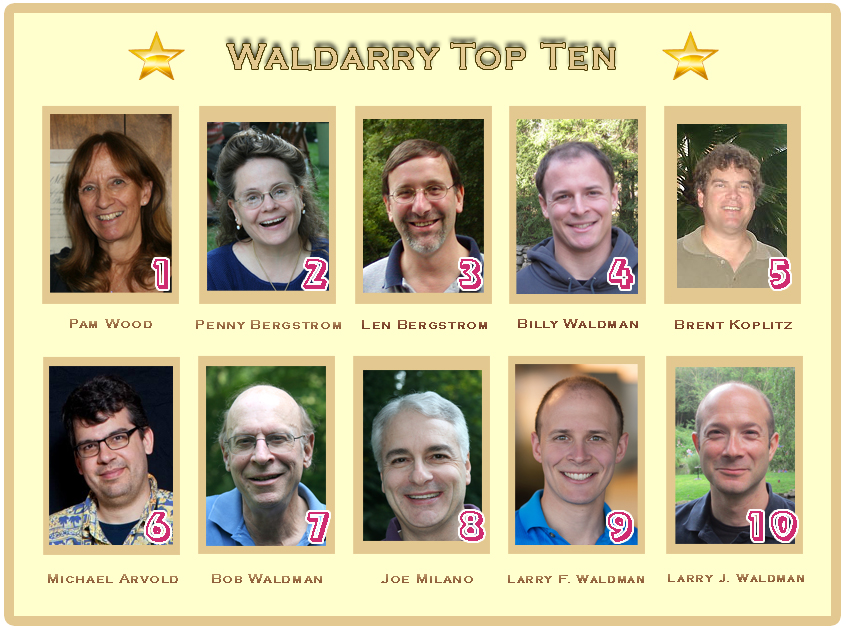 Waldarry Top Ten
1 2 3 4 5
Pam Wood Penny Bergstrom Len Bergstrom Billy Waldman Brent Koplitz
6 7 8 9 10
Michael Arvold Bob Waldman Joe Milano Larry F. Waldman Larry J. Waldman